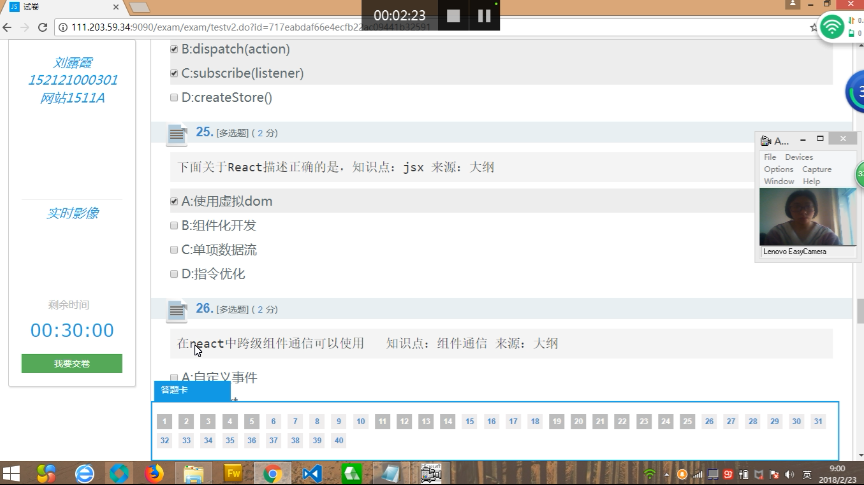 试卷
111.203.59.34:9090/exam/exam/testv2.do?id=717eabdaf66e4ecfb22
00:02:23
刘露霞
152121000301
网站1511A
实时影像
剩余时间
00:30:00
我要交卷
B:dispatch(action)
C:subscribe(listener)
D:createStore()
25. [多选题] ( 2 分)
下面关于React描述正确的是, 知识点: jsx 来源: 大纲
A:使用虚拟dom
B:组件化开发
C:单项数据流
D:指令优化
26. [多选题] ( 2 分)
在react中跨级组件通信可以使用 知识点: 组件通信 来源: 大纲
A:自定义事件
答题卡
1 2 3 4 5 6 7 8 9 10 11 12 13 14 15 16 17 18 19 20 21 22 23 24 25 26 27 28 29 30 31
32 33 34 35 36 37 38 39 40
A...
File Devices
Options Capture
Window Help
Lenovo EasyCamera
Fw
英
9:00
2018/2/23